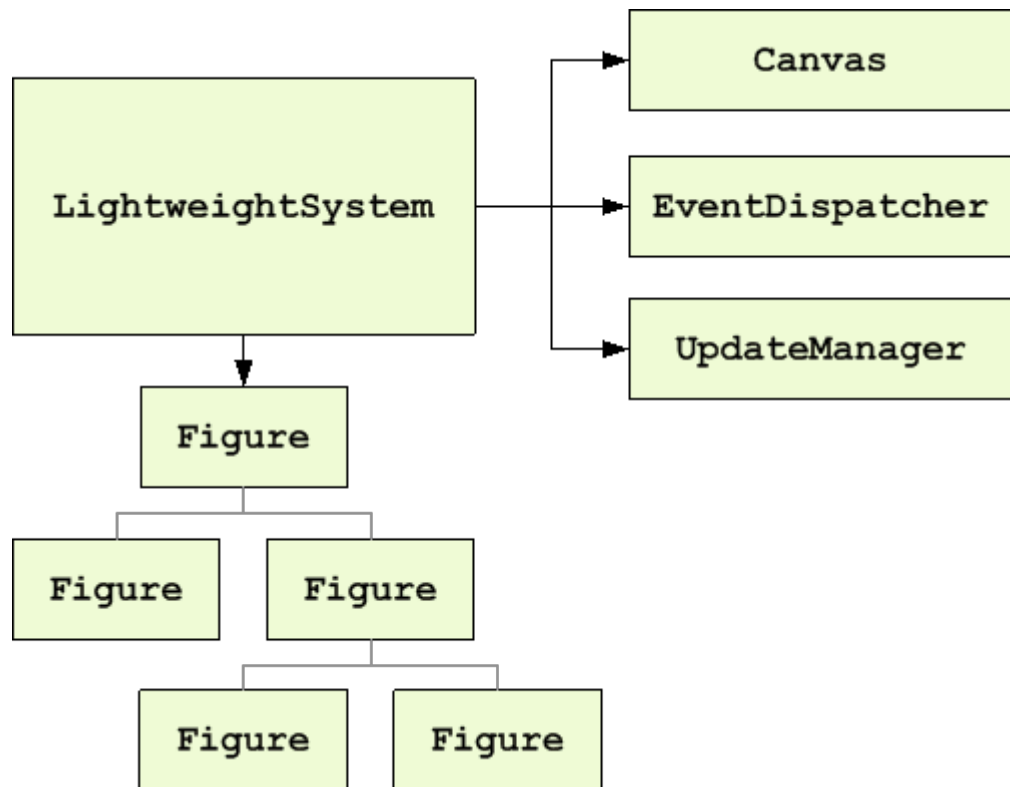 Canvas
LightweightSystem
EventDispatcher
UpdateManager
Figure
Figure
Figure
Figure
Figure